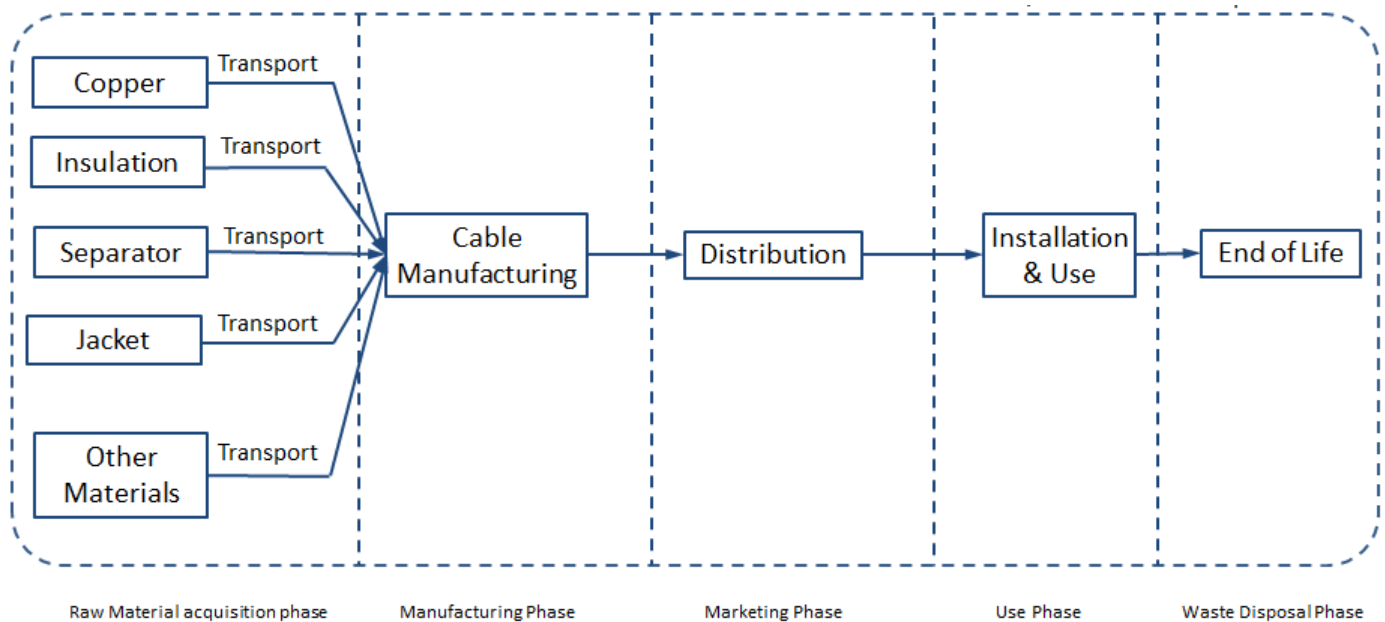 Transport
Copper
Transport
Insulation
Transport
Separator
Transport
Jacket
Transport
Other
Materials
Cable
Manufacturing
Distribution
Installation
& Use
End of Life
Raw Material acquisition phase
Manufacturing Phase
Marketing Phase
Use Phase
Waste Disposal Phase